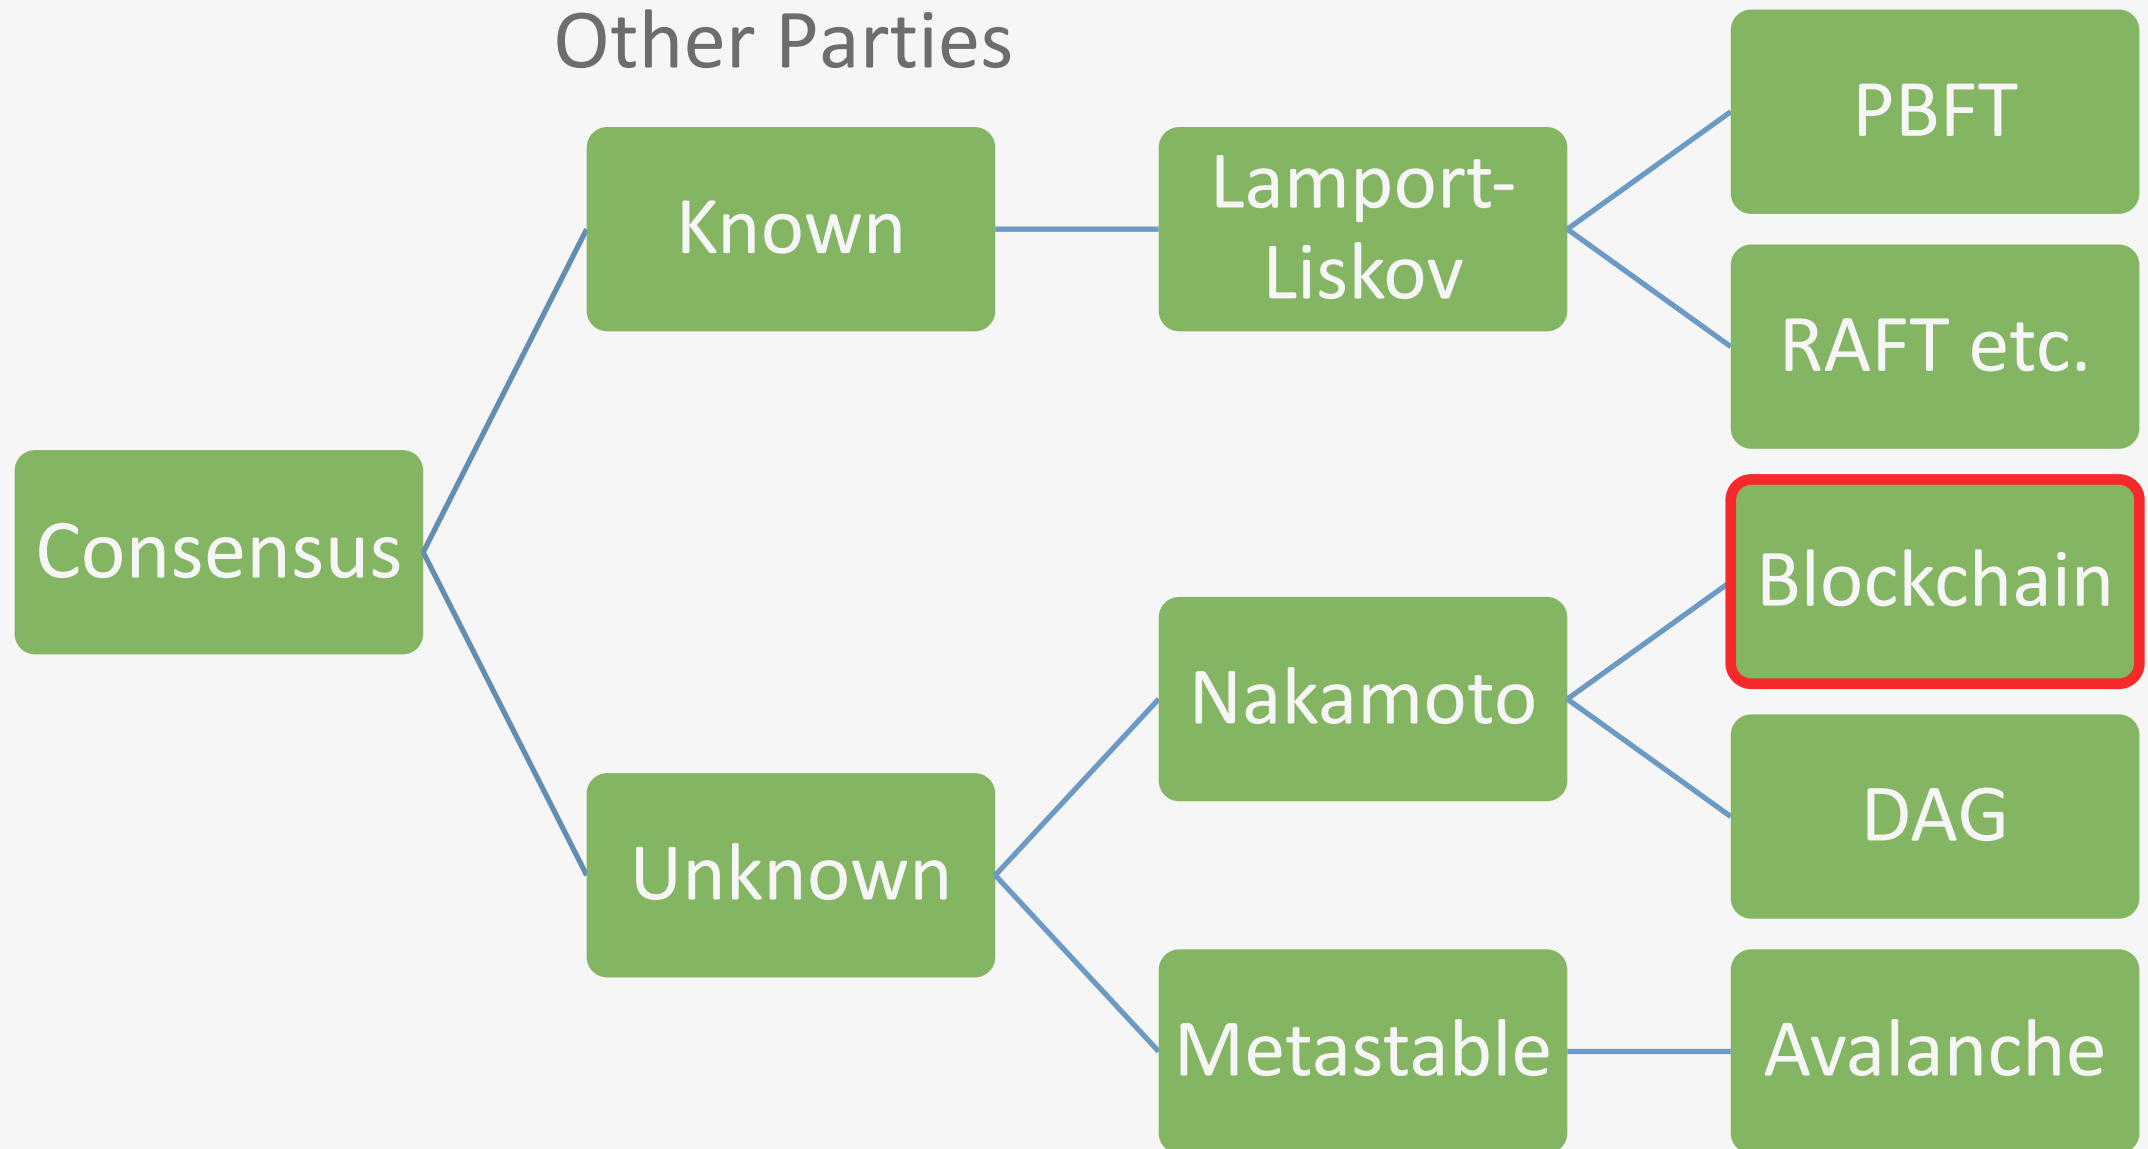 Other Parties
Consensus
Known
Unknown
Lamport-
Liskov
Nakamoto
Metastable
PBFT
RAFT etc.
Blockchain
DAG
Avalanche